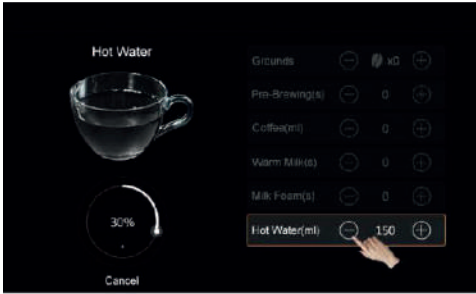 Hot Water
30%
Cancel
Grounds x0
Pre-Brewing(s) 0
Coffee(ml) 0
Warm Milk(s) 0
Milk Foam(s) 0
Hot Water(ml) 150